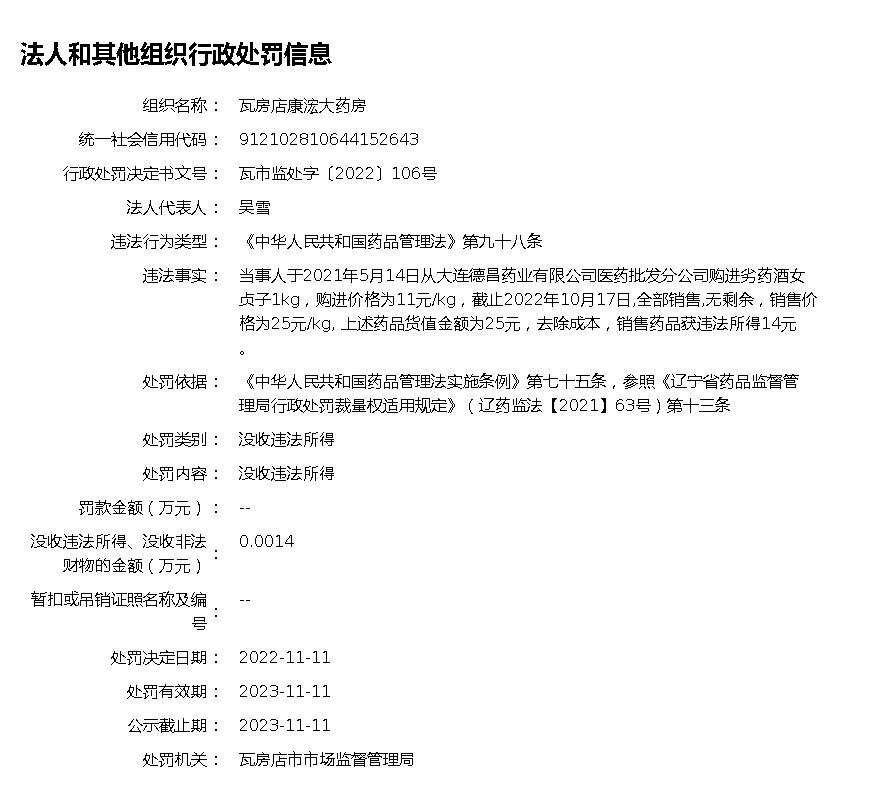 法人和其他组织行政处罚信息
组织名称： 瓦房店康浤大药房
统一社会信用代码： 912102810644152643
行政处罚决定书文号： 瓦市监处字〔2022〕106号
法人代表人： 吴雪
违法行为类型： 《中华人民共和国药品管理法》第九十八条
违法事实： 当事人于2021年5月14日从大连德昌药业有限公司医药批发分公司购进劣药酒女
贞子1kg，购进价格为11元/kg，截止2022年10月17日,全部销售,无剩余，销售价
格为25元/kg, 上述药品货值金额为25元，去除成本，销售药品获违法所得14元
。
处罚依据： 《中华人民共和国药品管理法实施条例》第七十五条，参照《辽宁省药品监督管
理局行政处罚裁量权适用规定》（辽药监法【2021】63号）第十三条
处罚类别： 没收违法所得
处罚内容： 没收违法所得
罚款金额（万元）： --
没收违法所得、没收非法
财物的金额（万元）： 0.0014
暂扣或吊销证照名称及编
号： --
处罚决定日期： 2022-11-11
处罚有效期： 2023-11-11
公示截止期： 2023-11-11
处罚机关： 瓦房店市市场监督管理局